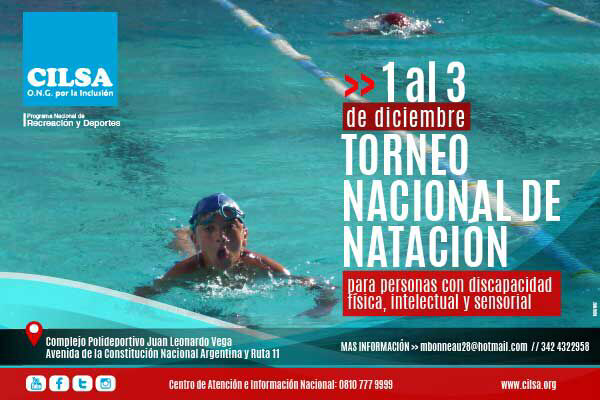 CILSA
O.N.G. por la Inclusión
Programa Nacional de
Recreación y Deportes
>> 1 al 3
de diciembre
TORNEO
NACIONAL DE
NATACIÓN
para personas con discapacidad
física, intelectual y sensorial
Complejo Polideportivo Juan Leonardo Vega
Avenida de la Constitución Nacional Argentina y Ruta 11
MAS INFORMACIÓN >> mbonneau28@hotmail.com // 342 4322958
You Tube
Centro de Atención e Información Nacional: 0810 777 9999
www.cilsa.org